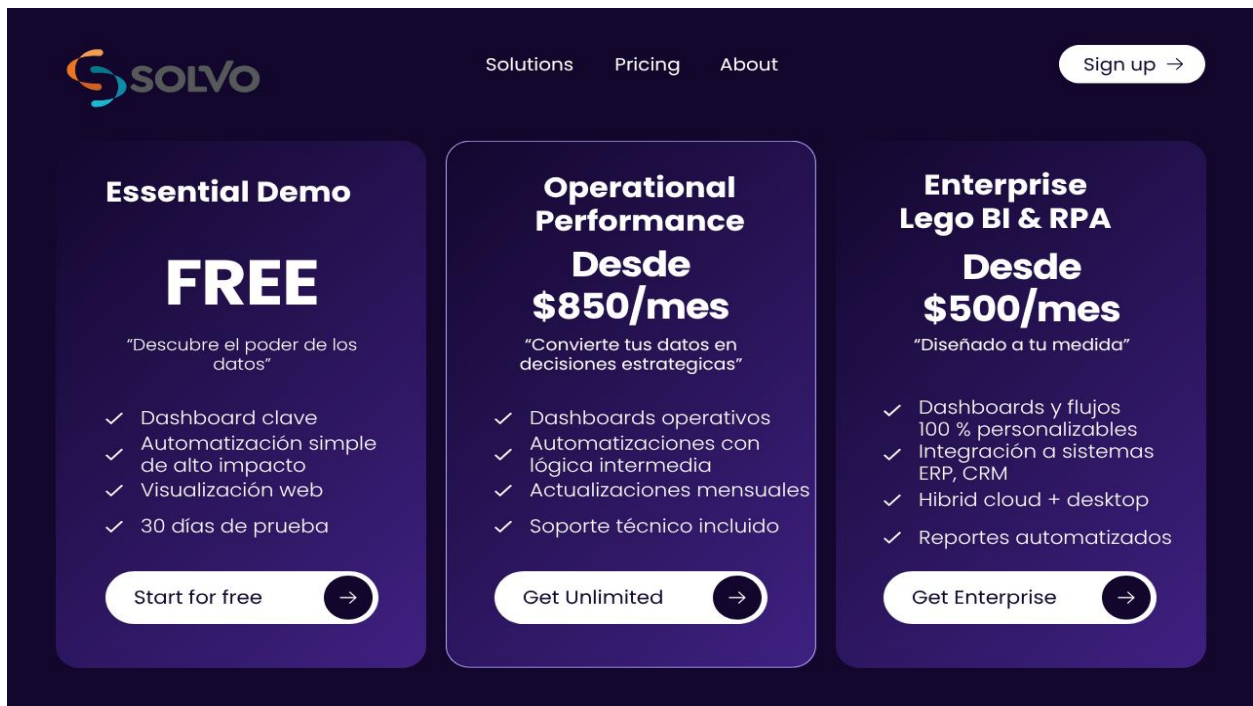 SOLVO
Solutions
Pricing
About
Sign up
Essential Demo
FREE
“Descubre el poder de los
datos”
Dashboard clave
Automatización simple
de alto impacto
Visualización web
30 días de prueba
Start for free
Operational
Performance
Desde
$850/mes
“Convierte tus datos en
decisiones estrategicas”
Dashboards operativos
Automatizaciones con
lógica intermedia
Actualizaciones mensuales
Soporte técnico incluido
Get Unlimited
Enterprise
Lego BI & RPA
Desde
$500/mes
“Diseñado a tu medida”
Dashboards y flujos
100 % personalizables
Integración a sistemas
ERP, CRM
Hibrid cloud + desktop
Reportes automatizados
Get Enterprise